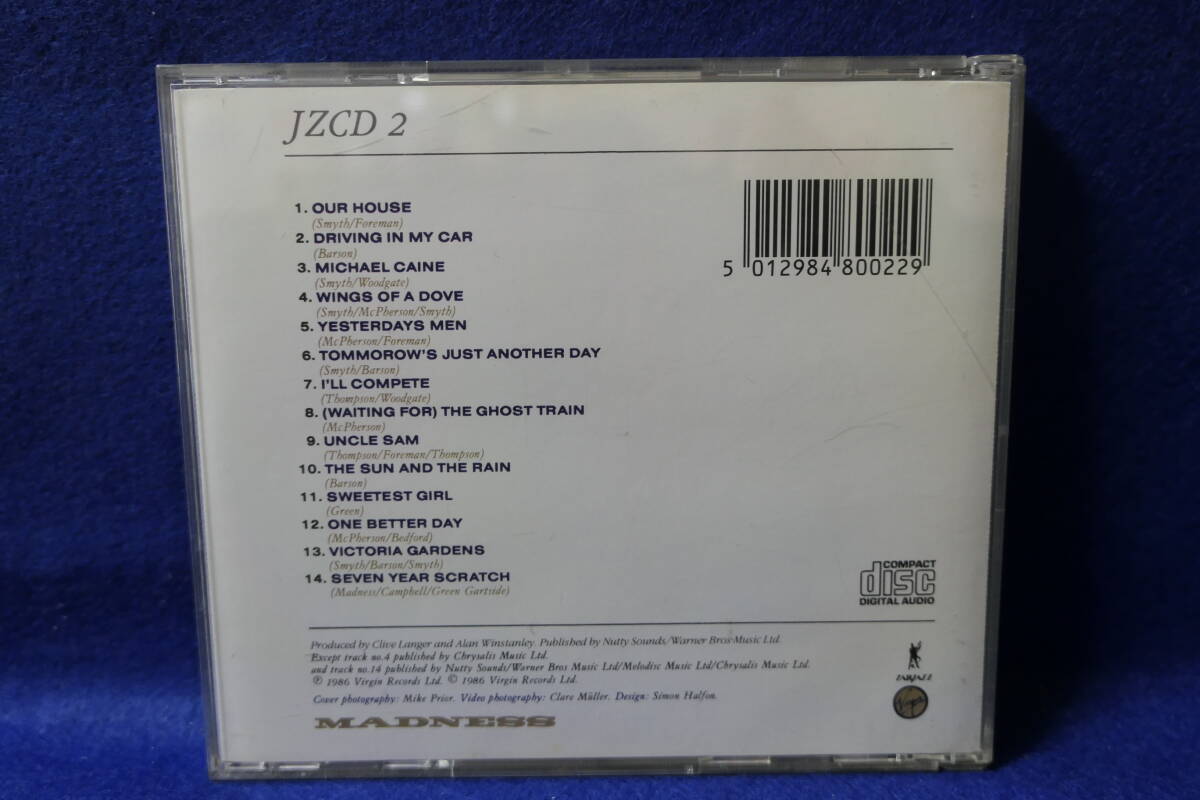 JZCD 2
1. OUR HOUSE
(Smyth/Foreman)
2. DRIVING IN MY CAR
(Barson)
3. MICHAEL CAINE
(Smyth/Woodgate)
4. WINGS OF A DOVE
(Smyth/McPherson/Smyth)
5. YESTERDAYS MEN
(McPherson/Foreman)
6. TOMMOROW'S JUST ANOTHER DAY
(Smyth/Barson)
7. I'LL COMPETE
(Thompson/Woodgate)
8. (WAITING FOR) THE GHOST TRAIN
(McPherson)
9. UNCLE SAM
(Thompson/Foreman/Thompson)
10. THE SUN AND THE RAIN
(Barson)
11. SWEETEST GIRL
(Green)
12. ONE BETTER DAY
(McPherson/Bedford)
13. VICTORIA GARDENS
(Smyth/Barson/Smyth)
14. SEVEN YEAR SCRATCH
(Madness/Campbell/Green Gartside)
5 012984 800229
COMPACT
disc
DIGITAL AUDIO
Produced by Clive Langer and Alan Winstanley. Published by Nutty Sounds/Warner Bros Music Ltd.
Except track no.4 published by Chrysalis Music Ltd.
and track no.14 published by Nutty Sounds/Warner Bros Music Ltd/Melodisc Music Ltd/Chrysalis Music Ltd.
℗ 1986 Virgin Records Ltd. © 1986 Virgin Records Ltd.
Cover photography: Mike Prior. Video photography: Clare Müller. Design: Simon Halfon.
MADNESS
ZARJAZZ
Virgin